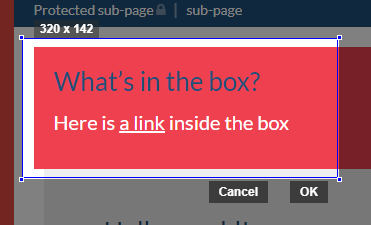 Protected sub-page | sub-page
320 x 142
What's in the box?
Here is a link inside the box
Cancel OK